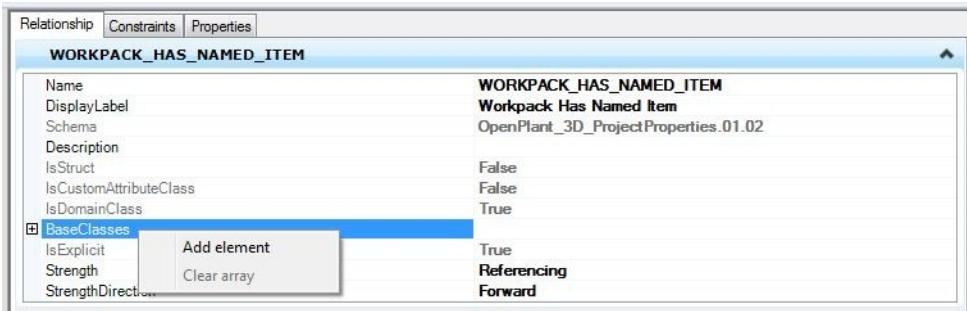 Relationship Constraints Properties
WORKPACK_HAS_NAMED_ITEM
Name WORKPACK_HAS_NAMED_ITEM
DisplayLabel Workpack Has Named Item
Schema OpenPlant_3D_ProjectProperties.01.02
Description
IsStruct False
IsCustomAttributeClass False
IsDomainClass True
BaseClasses
IsExplicit True
Add element
Strength Referencing
Clear array
StrengthDirect Forward